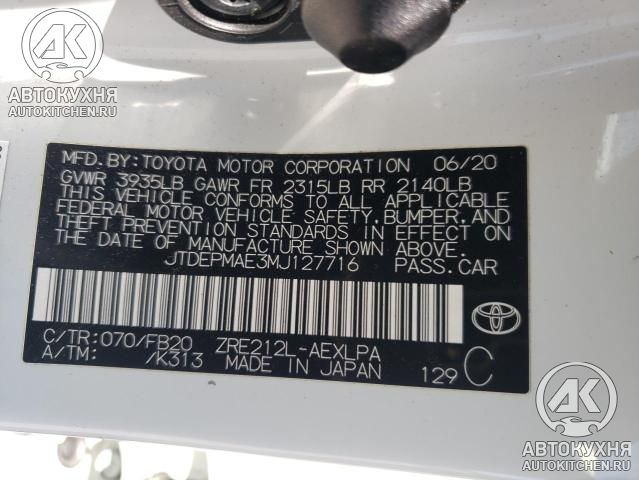 АК
АВТОКУХНЯ
AUTOKITCHEN.RU
MFD. BY: TOYOTA MOTOR CORPORATION 06/20
GVWR 3935LB GAWR FR 2315LB RR 2140LB
THIS VEHICLE CONFORMS TO ALL APPLICABLE
FEDERAL MOTOR VEHICLE SAFETY, BUMPER, AND
THEFT PREVENTION STANDARDS IN EFFECT ON
THE DATE OF MANUFACTURE SHOWN ABOVE.
JTDEPMAE3MJ127716 PASS. CAR
C/TR: 070/FB20 ZRE212L-AEXLPA
A/TM: /K313 MADE IN JAPAN 129 C
АК
АВТОКУХНЯ
AUTOKITCHEN.RU